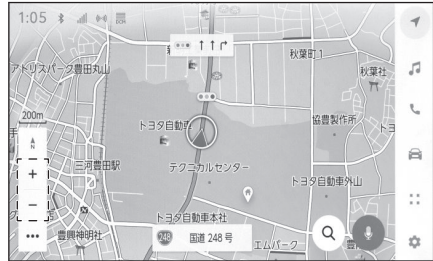 1:05
DCM
秋葉町1
アトリスパーク豊田丸山
秋葉社
200m
トヨタ自動車
協豊製作所
N
三河豊田駅
テクニカルセンター
+
トヨタ自動車外山
−
トヨタ自動車本社
248 国道 248 号
豊興神明社
エムパーク